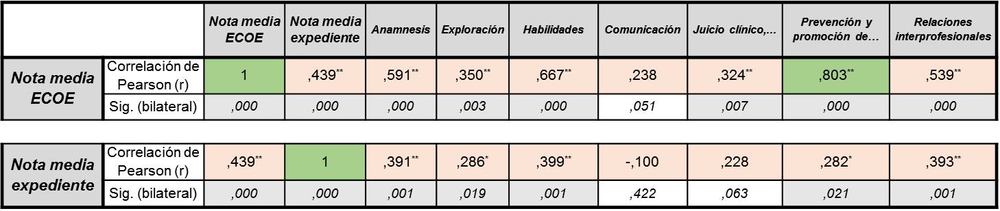 Nota media ECOE Nota media expediente Anamnesis Exploración Habilidades Comunicación Juicio clínico,... Prevención y promoción de... Relaciones interprofesionales
Nota media ECOE Correlación de Pearson (r) 1 ,439** ,591** ,350** ,667** ,238 ,324** ,803** ,539**
Sig. (bilateral) ,000 ,000 ,000 ,003 ,000 ,051 ,007 ,000 ,000
Nota media expediente Correlación de Pearson (r) ,439** 1 ,391** ,286* ,399** -,100 ,228 ,282* ,393**
Sig. (bilateral) ,000 ,000 ,001 ,019 ,001 ,422 ,063 ,021 ,001